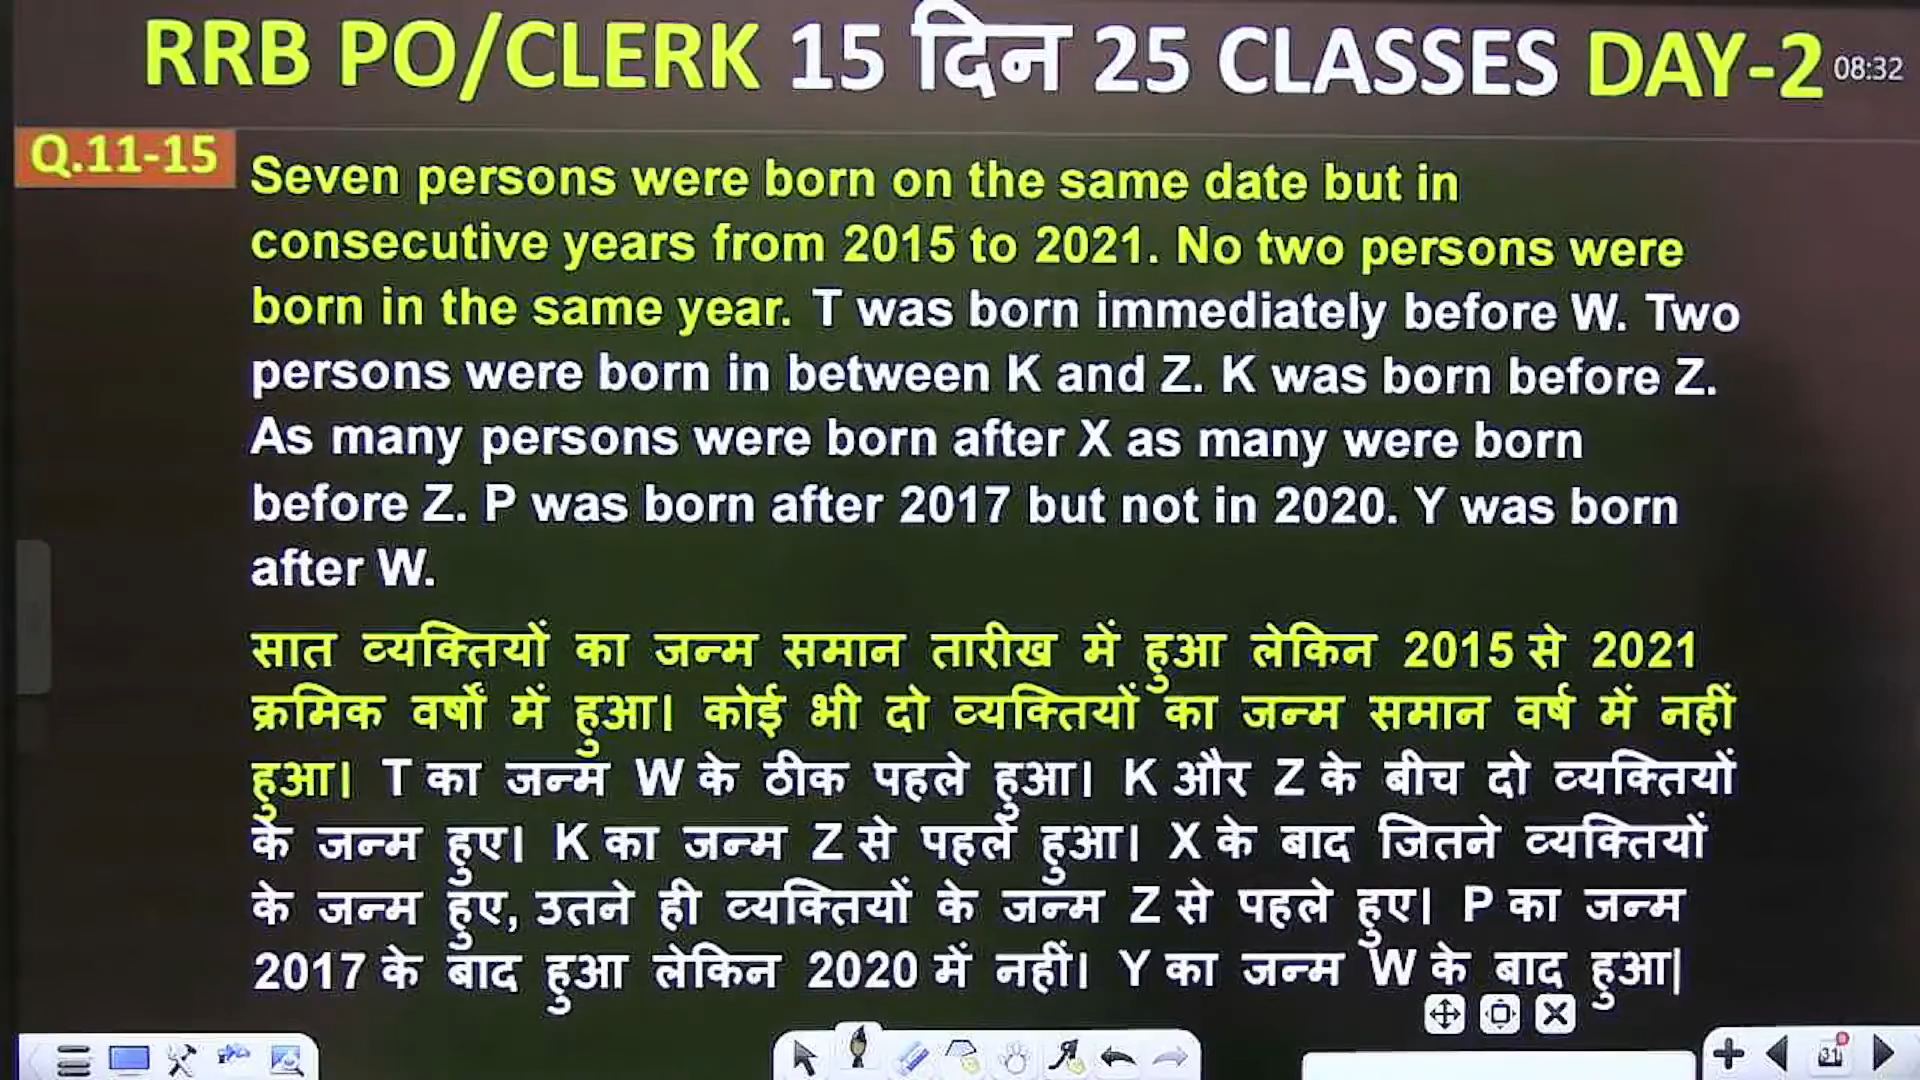 RRB PO/CLERK 15 दिन 25 CLASSES DAY-2 08:32
Q.11-15
Seven persons were born on the same date but in
consecutive years from 2015 to 2021. No two persons were
born in the same year. T was born immediately before W. Two
persons were born in between K and Z. K was born before Z.
As many persons were born after X as many were born
before Z. P was born after 2017 but not in 2020. Y was born
after W.
सात व्यक्तियों का जन्म समान तारीख में हुआ लेकिन 2015 से 2021
क्रमिक वर्षों में हुआ। कोई भी दो व्यक्तियों का जन्म समान वर्ष में नहीं
हुआ। T का जन्म W के ठीक पहले हुआ। K और Z के बीच दो व्यक्तियों
के जन्म हुए। K का जन्म Z से पहले हुआ। X के बाद जितने व्यक्तियों
के जन्म हुए, उतने ही व्यक्तियों के जन्म Z से पहले हुए। P का जन्म
2017 के बाद हुआ लेकिन 2020 में नहीं। Y का जन्म W के बाद हुआ|
31